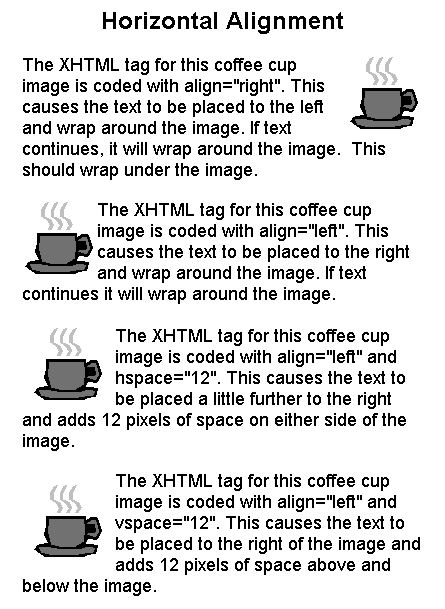 Horizontal Alignment
The XHTML tag for this coffee cup
image is coded with align="right". This
causes the text to be placed to the left
and wrap around the image. If text
continues, it will wrap around the image.  This
should wrap under the image.
The XHTML tag for this coffee cup
image is coded with align="left". This
causes the text to be placed to the right
and wrap around the image. If text
continues it will wrap around the image.
The XHTML tag for this coffee cup
image is coded with align="left" and
hspace="12". This causes the text to
be placed a little further to the right
and adds 12 pixels of space on either side of the
image.
The XHTML tag for this coffee cup
image is coded with align="left" and
vspace="12". This causes the text to
be placed to the right of the image and
adds 12 pixels of space above and
below the image.